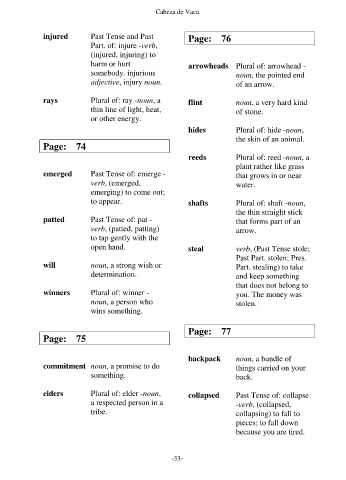 Cabeza de Vaca
injured Past Tense and Past
Part. of: injure -verb,
(injured, injuring) to
harm or hurt
somebody. injurious
adjective, injury noun.
rays Plural of: ray -noun, a
thin line of light, heat,
or other energy.
Page: 74
emerged Past Tense of: emerge -
verb, (emerged,
emerging) to come out;
to appear.
patted Past Tense of: pat -
verb, (patted, patting)
to tap gently with the
open hand.
will noun, a strong wish or
determination.
winners Plural of: winner -
noun, a person who
wins something.
Page: 75
commitment noun, a promise to do
something.
elders Plural of: elder -noun,
a respected person in a
tribe.
Page: 76
arrowheads Plural of: arrowhead -
noun, the pointed end
of an arrow.
flint noun, a very hard kind
of stone.
hides Plural of: hide -noun,
the skin of an animal.
reeds Plural of: reed -noun, a
plant rather like grass
that grows in or near
water.
shafts Plural of: shaft -noun,
the thin straight stick
that forms part of an
arrow.
steal verb, (Past Tense stole;
Past Part. stolen; Pres.
Part. stealing) to take
and keep something
that does not belong to
you. The money was
stolen.
Page: 77
backpack noun, a bundle of
things carried on your
back.
collapsed Past Tense of: collapse
-verb, (collapsed,
collapsing) to fall to
pieces; to fall down
because you are tired.
-33-